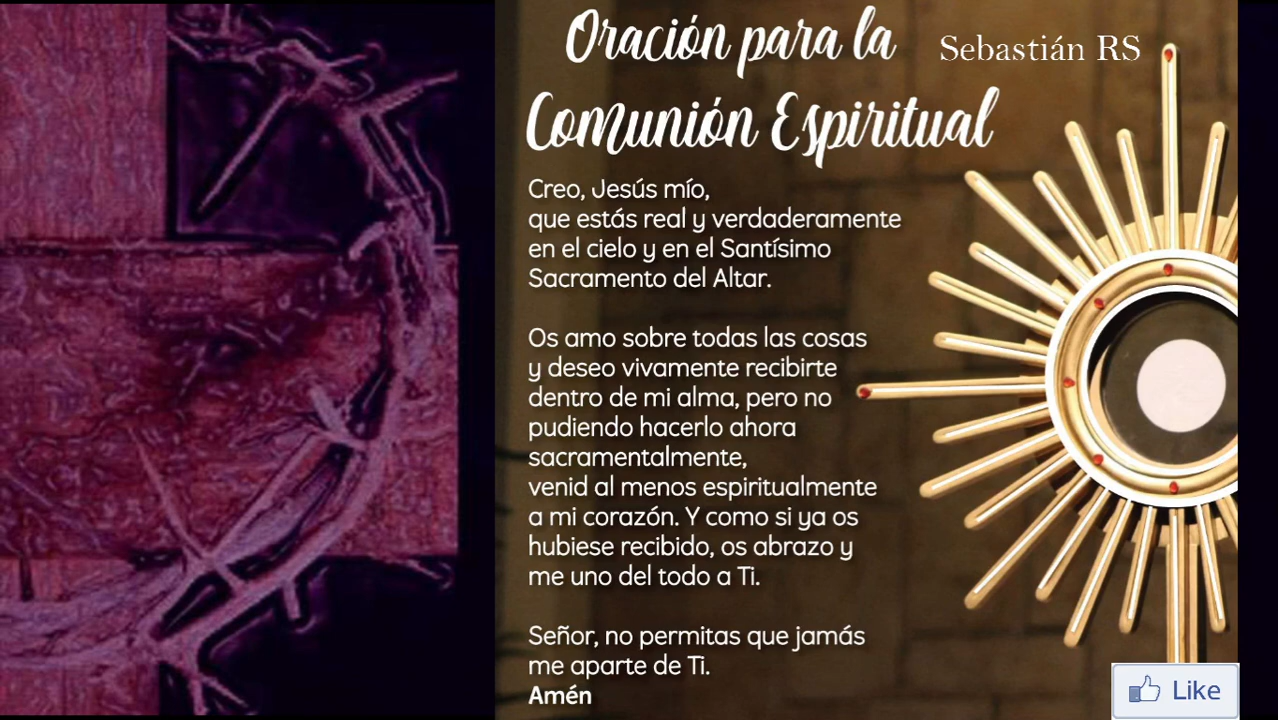 Oración para la
Sebastián RS
Comunión Espiritual
Creo, Jesús mío,
que estás real y verdaderamente
en el cielo y en el Santísimo
Sacramento del Altar.
Os amo sobre todas las cosas
y deseo vivamente recibirte
dentro de mi alma, pero no
pudiendo hacerlo ahora
sacramentalmente,
venid al menos espiritualmente
a mi corazón. Y como si ya os
hubiese recibido, os abrazo y
me uno del todo a Ti.
Señor, no permitas que jamás
me aparte de Ti.
Amén
Like